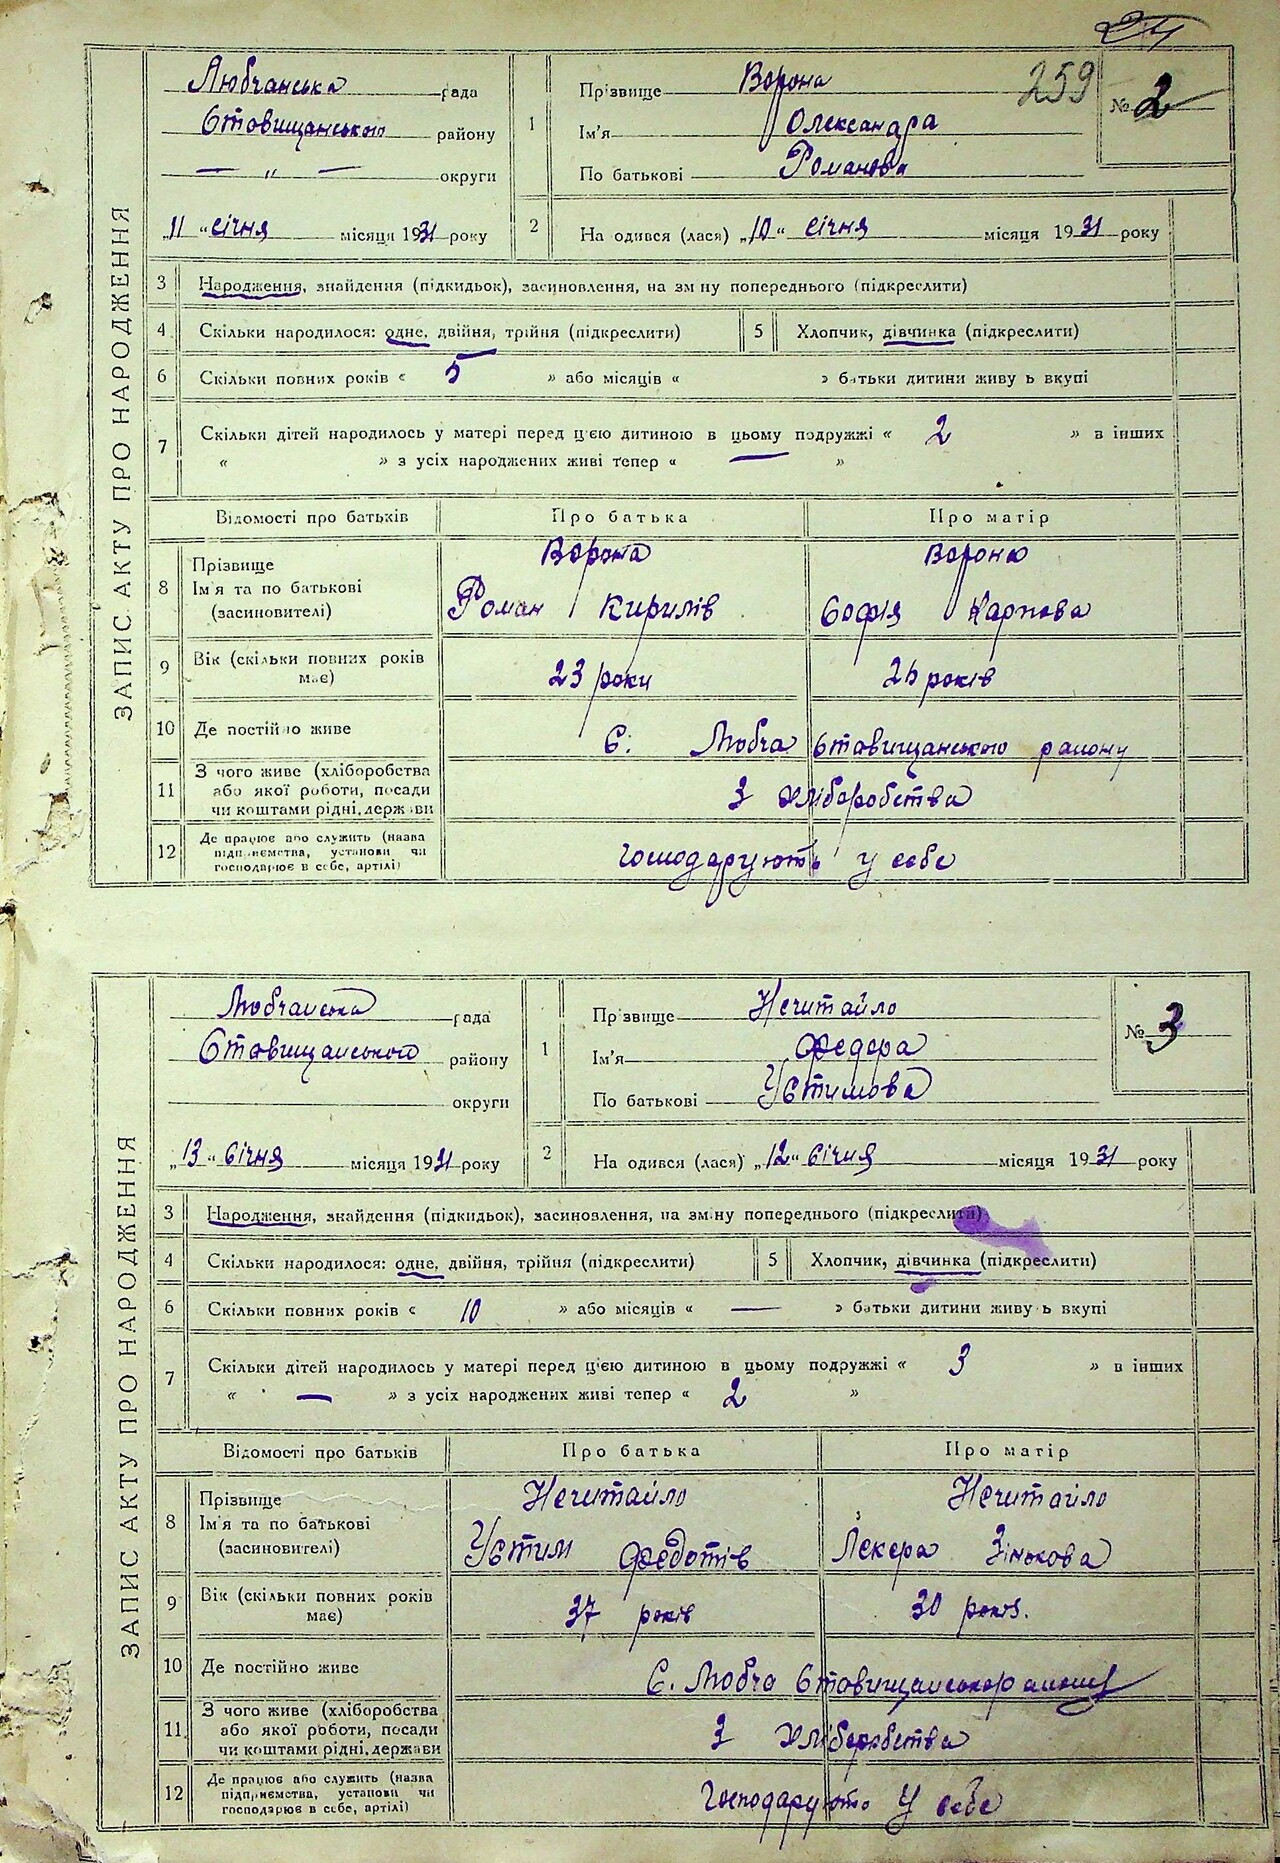 24
259
№ 2
ЗАПИС АКТУ ПРО НАРОДЖЕННЯ
Любчанська рада
Ставищанського району
— „ — округи
„11“ січня місяця 1931 року
1 Прізвище Ворона
Ім'я Олександра
По батькові Романова
2 На одився (лася) „10“ січня місяця 1931 року
3 Народження, знайдення (підкидьок), засиновлення, на зм ну попереднього (підкреслити)
4 Скільки народилося: одне, двійня, трійня (підкреслити) 5 Хлопчик, дівчинка (підкреслити)
6 Скільки повних років « 5 » або місяців « » батьки дитини живу ь вкупі
7 Скільки дітей народилось у матері перед цією дитиною в цьому подружжі « 2 » в інших
« » з усіх народжених живі тепер « — »
Відомості про батьків Про батька Про матір
8 Прізвище Ворона Ворона
Ім'я та по батькові Роман Кирилів Софія Карпова
(засиновителі)
9 Вік (скільки повних років має) 23 роки 25 років
10 Де постійно живе С. Любча Ставищанського району
11 З чого живе (хліборобства
або якої роботи, посади З хліборобства
чи коштами рідні, держави
12 Де працює або служить (назва
підприємства, установи чи Господарують у себе
господарює в себе, артілі)
ЗАПИС АКТУ ПРО НАРОДЖЕННЯ
Любчанська рада
Ставищанського району
округи
„13“ січня місяця 1931 року
1 Прізвище Нечитайло
Ім'я Федора
По батькові Устимова
№ 3
2 На одився (лася) „12“ січня місяця 1931 року
3 Народження, знайдення (підкидьок), засиновлення, на зміну попереднього (підкреслити)
4 Скільки народилося: одне, двійня, трійня (підкреслити) 5 Хлопчик, дівчинка (підкреслити)
6 Скільки повних років « 10 » або місяців « — » батьки дитини живу ь вкупі
7 Скільки дітей народилось у матері перед цією дитиною в цьому подружжі « 3 » в інших
« — » з усіх народжених живі тепер « 2 »
Відомості про батьків Про батька Про матір
8 Прізвище Нечитайло Нечитайло
Ім'я та по батькові Устим Федотів Лекера Зінькова
(засиновителі)
9 Вік (скільки повних років має) 37 років 30 років.
10 Де постійно живе С. Любча
11 З чого живе (хліборобства
або якої роботи, посади З хліборобства
чи коштами рідні, держави
12 Де працює або служить (назва
підприємства, установи чи Господарують у себе
господарює в себе, артілі)